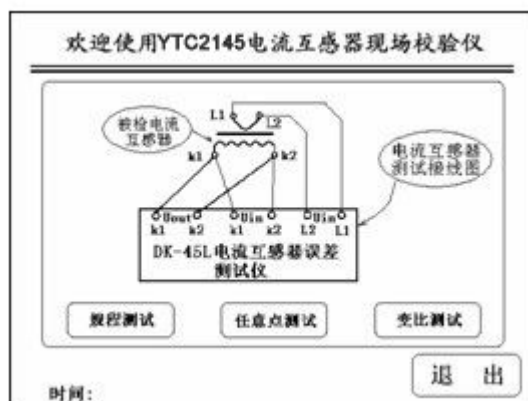 欢迎使用YTC2145电流互感器现场校验仪
L1 L2
被检电流
互感器
k1 k2
电流互感器
测试接线图
Uout Uin Uin
k1 k2 k1 k2 L2 L1
DK-45L电流互感器误差
测试仪
规程测试 任意点测试 变比测试
退 出
时间: